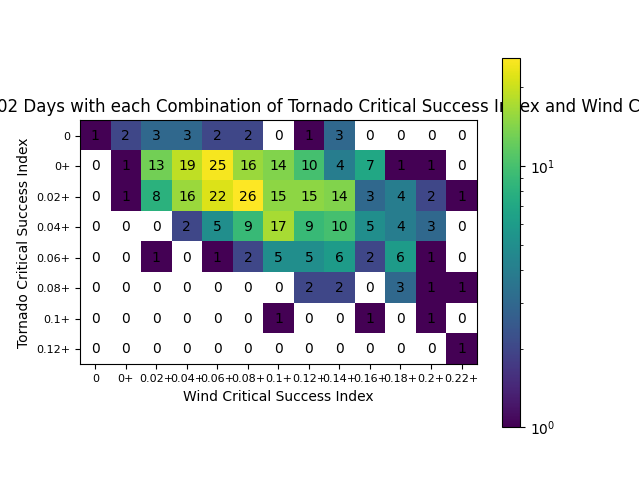 02 Days with each Combination of Tornado Critical Success Index and Wind C
0 1 2 3 3 2 2 0 1 3 0 0 0 0
0+ 0 1 13 19 25 16 14 10 4 7 1 1 0
0.02+ 0 1 8 16 22 26 15 15 14 3 4 2 1
0.04+ 0 0 0 2 5 9 17 9 10 5 4 3 0
0.06+ 0 0 1 0 1 2 5 5 6 2 6 1 0
0.08+ 0 0 0 0 0 0 0 2 2 0 3 1 1
0.1+ 0 0 0 0 0 0 1 0 0 1 0 1 0
0.12+ 0 0 0 0 0 0 0 0 0 0 0 0 1
0 0+ 0.02+ 0.04+ 0.06+ 0.08+ 0.1+ 0.12+ 0.14+ 0.16+ 0.18+ 0.2+ 0.22+
Wind Critical Success Index
Tornado Critical Success Index
10¹
10⁰